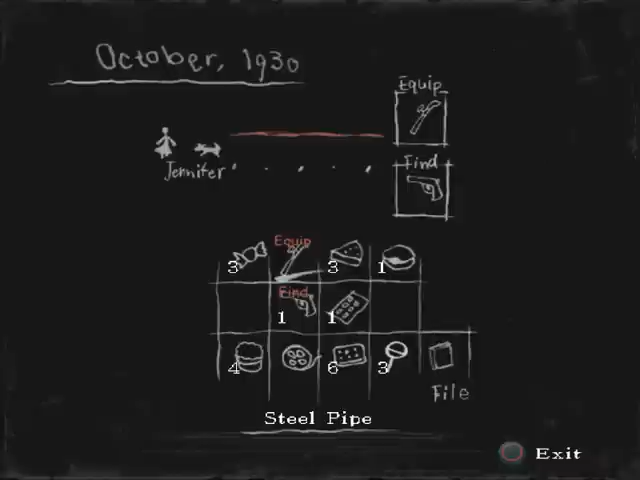 October, 1930
Equip
Find
Jennifer
Equip
3 3 1
Find
1 1
4 6 3
File
Steel Pipe
Exit